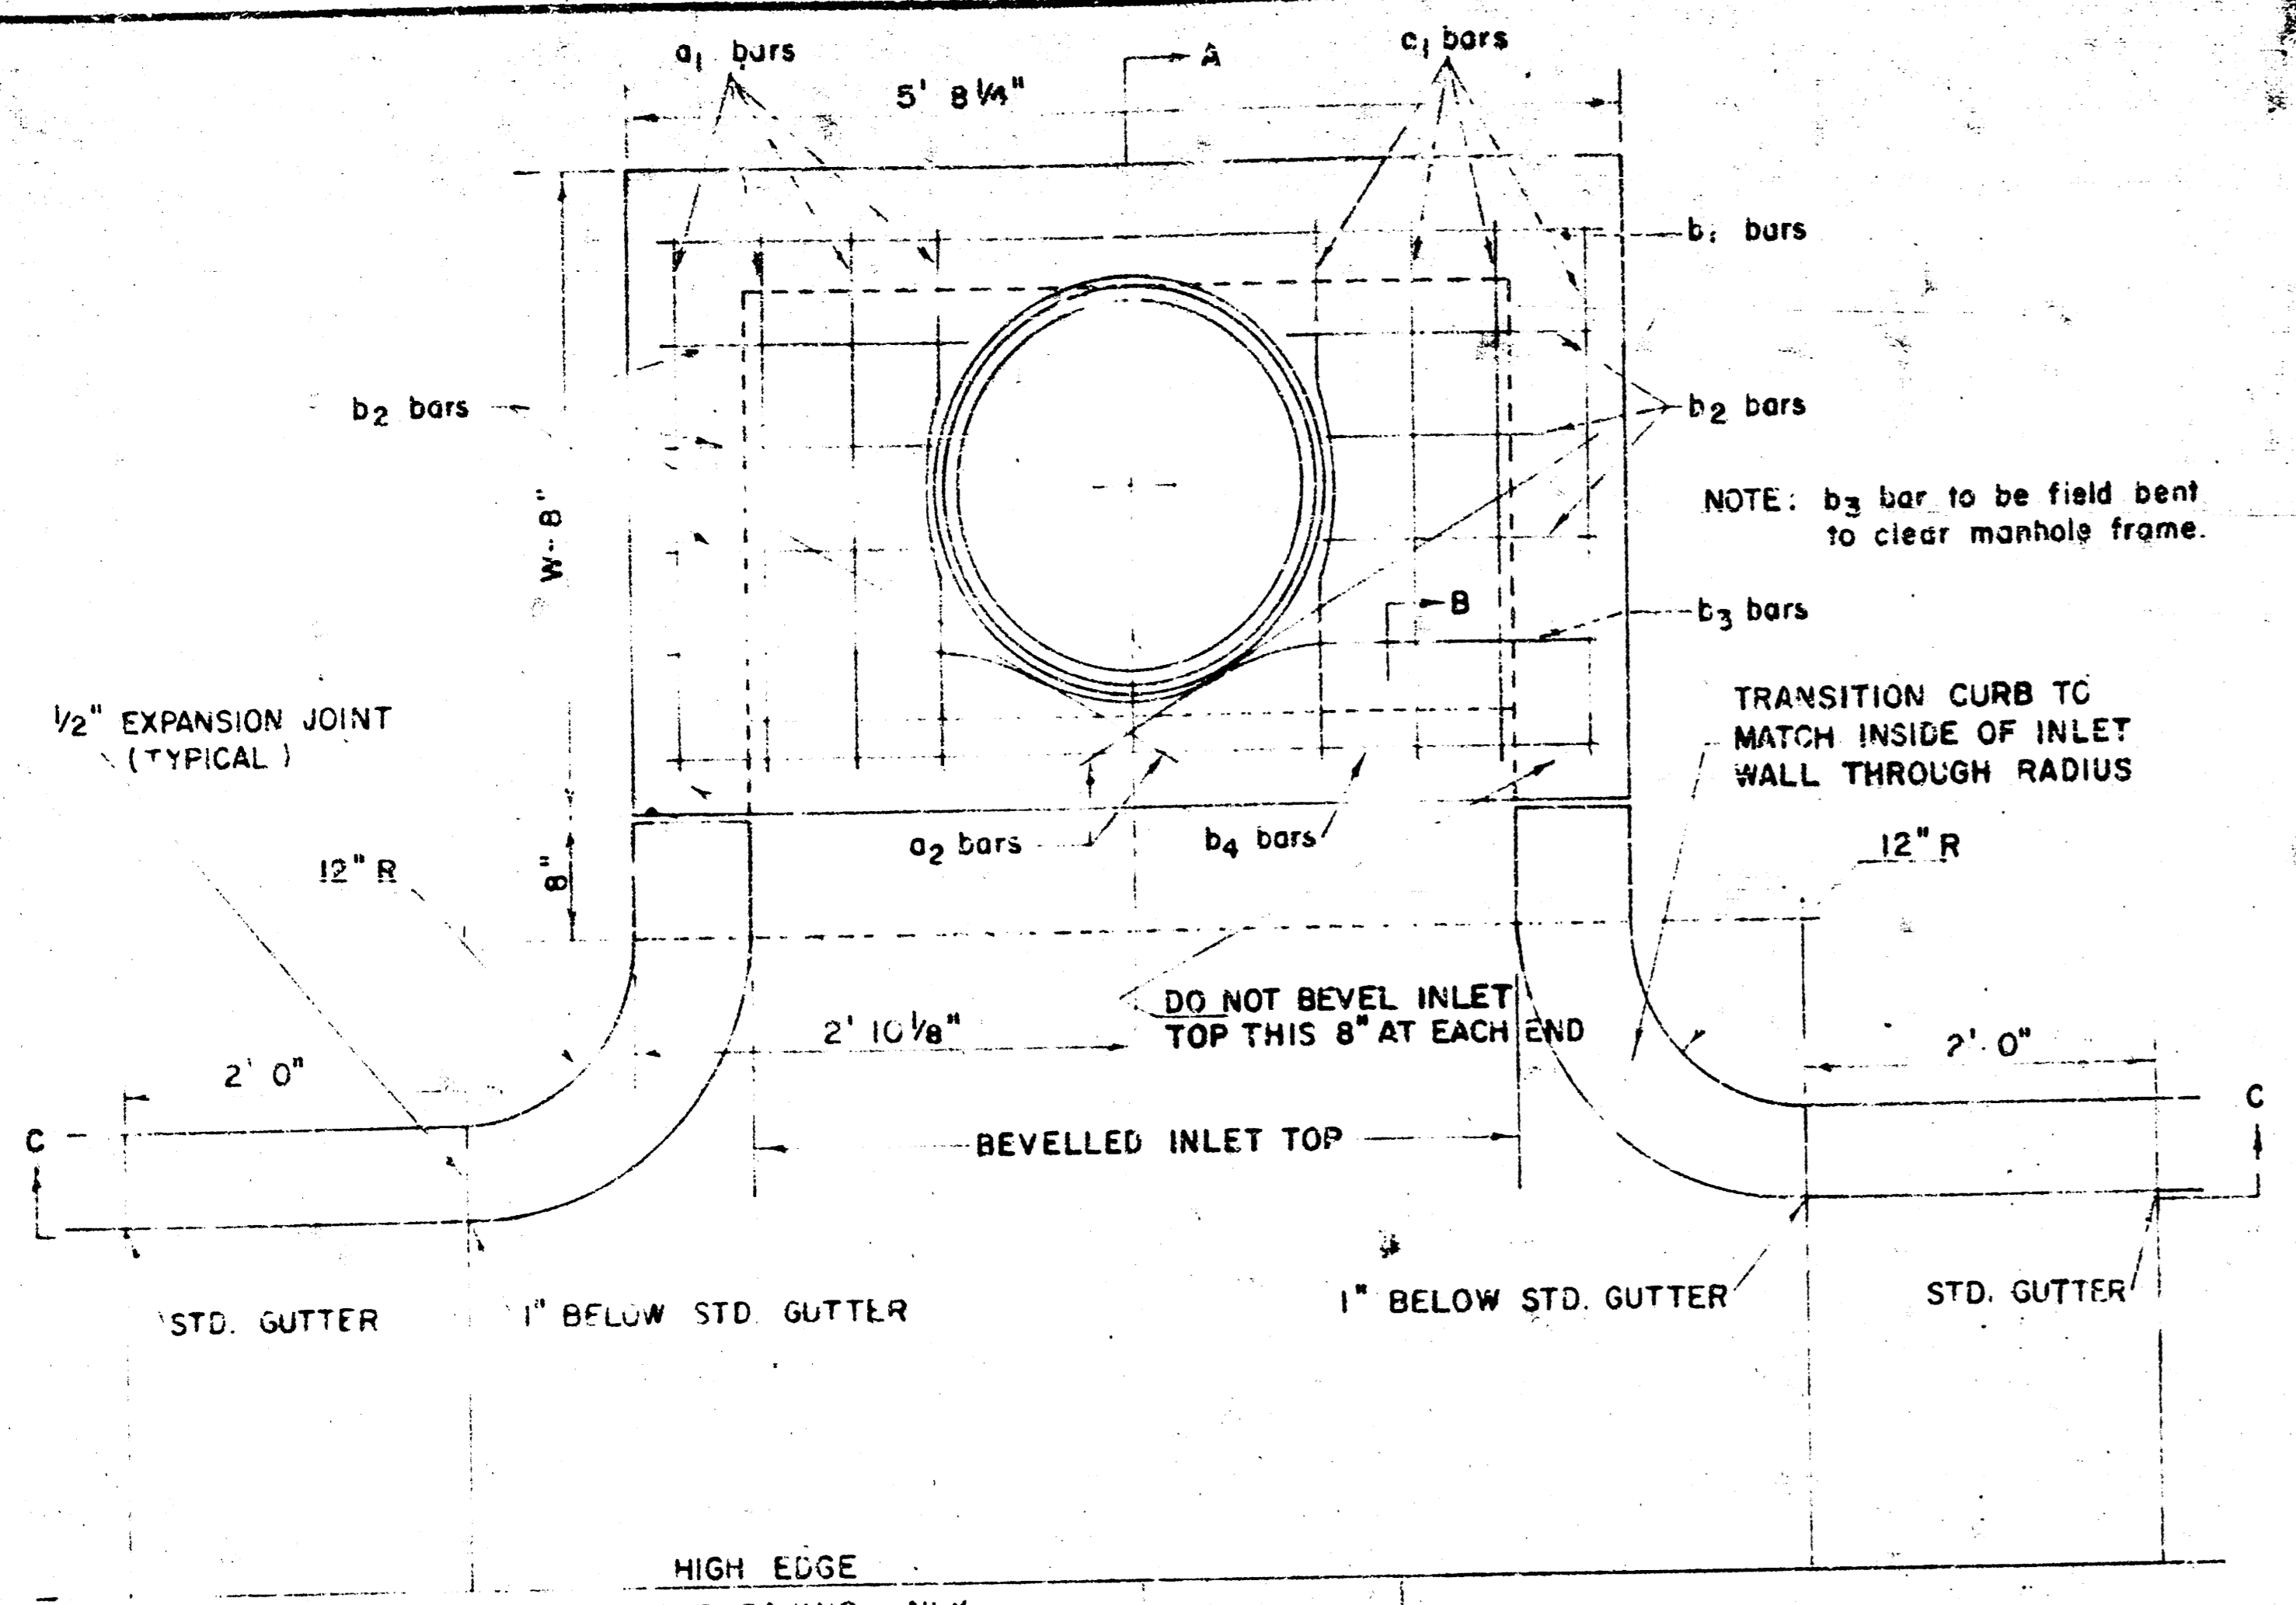 a₁ bars
A
c₁ bars
5' 8 1/4"
b₁ bars
b₂ bars
b₂ bars
W-8"
NOTE: b₃ bar to be field bent
to clear manhole frame.
B
b₃ bars
1/2" EXPANSION JOINT
(TYPICAL)
TRANSITION CURB TO
MATCH INSIDE OF INLET
WALL THROUGH RADIUS
a₂ bars
b₄ bars
12" R
8"
12" R
DO NOT BEVEL INLET
TOP THIS 8" AT EACH END
2' 10 1/8"
2' 0"
2'-0"
C
C
BEVELLED INLET TOP
STD. GUTTER
1" BELOW STD. GUTTER
1" BELOW STD. GUTTER
STD. GUTTER
HIGH EDGE